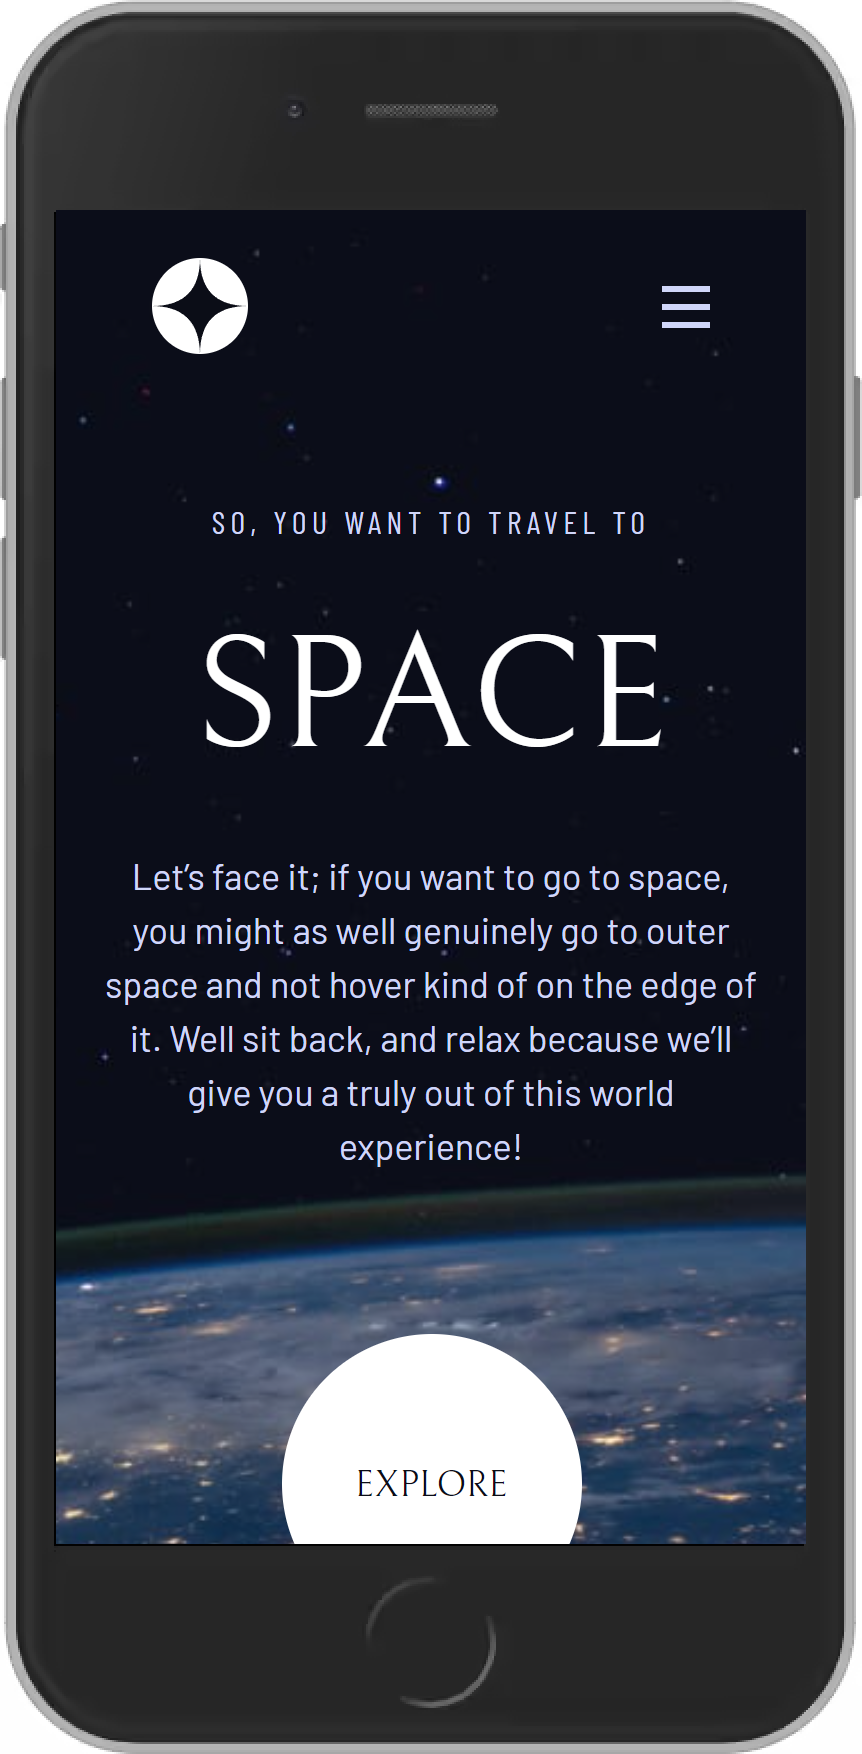 SO, YOU WANT TO TRAVEL TO
SPACE
Let’s face it; if you want to go to space,
you might as well genuinely go to outer
space and not hover kind of on the edge of
it. Well sit back, and relax because we’ll
give you a truly out of this world
experience!
EXPLORE